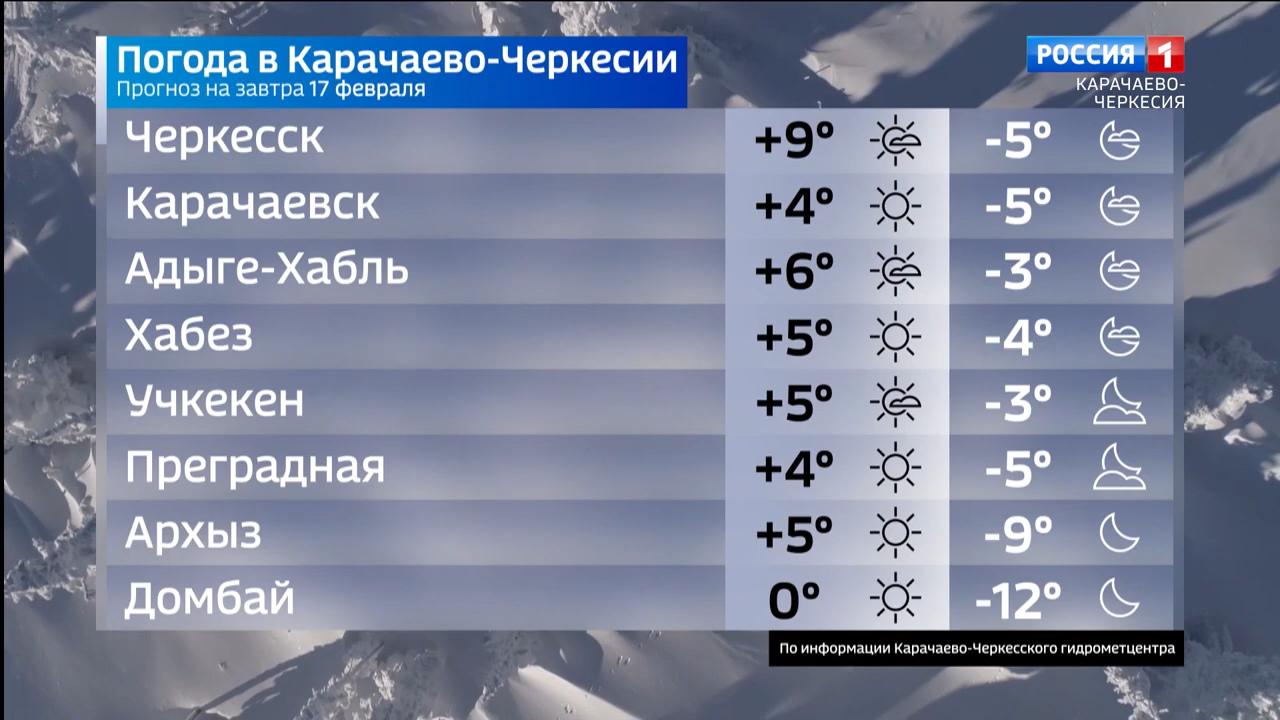 Погода в Карачаево-Черкесии
Прогноз на завтра 17 февраля
РОССИЯ 1
КАРАЧАЕВО-
ЧЕРКЕСИЯ
Черкесск +9° -5°
Карачаевск +4° -5°
Адыге-Хабль +6° -3°
Хабез +5° -4°
Учкекен +5° -3°
Преградная +4° -5°
Архыз +5° -9°
Домбай 0° -12°
По информации Карачаево-Черкесского гидрометцентра